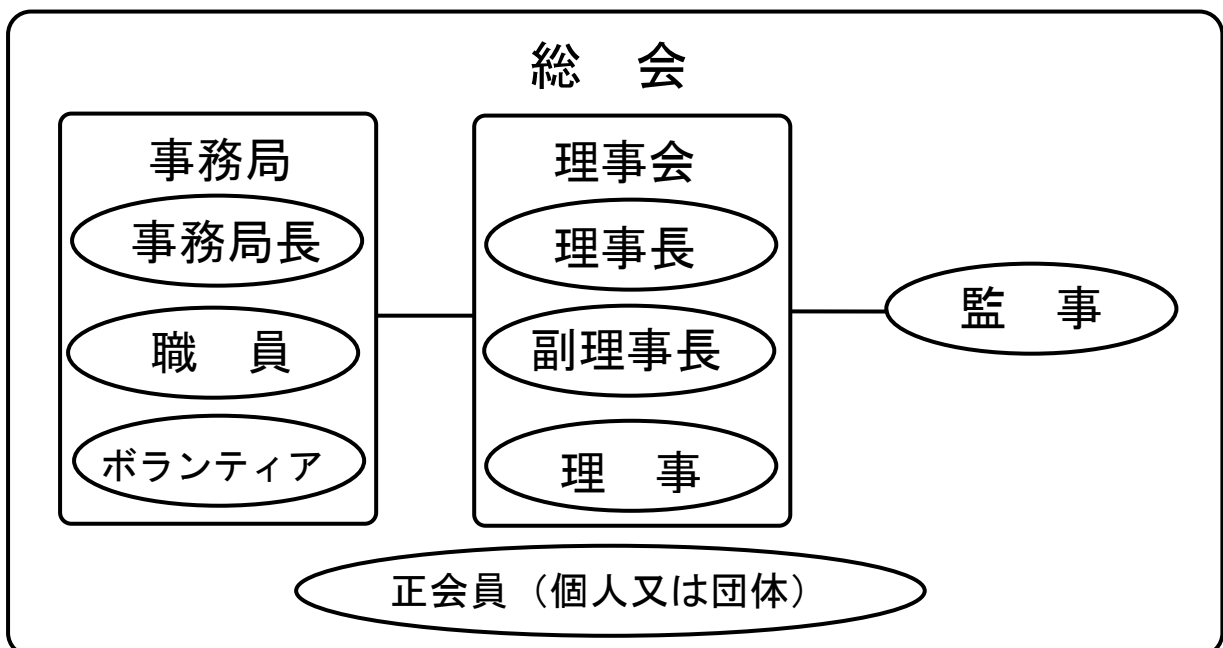 総　会
事務局
事務局長
職　員
ボランティア
理事会
理事長
副理事長
理　事
監　事
正会員（個人又は団体）